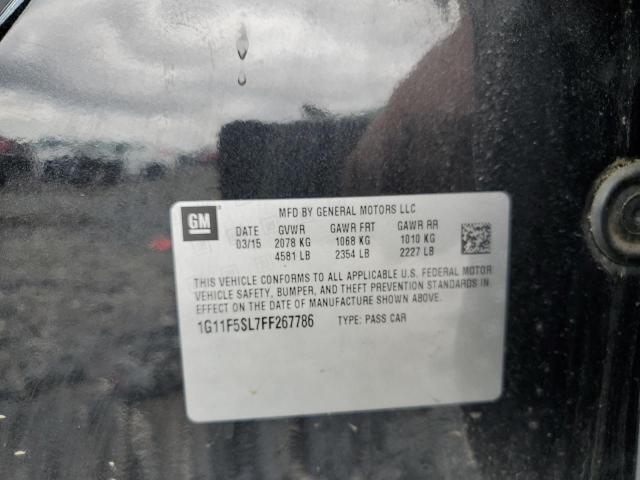 GM
MFD BY GENERAL MOTORS LLC
DATE GVWR GAWR FRT GAWR RR
03/15 2078 KG 1068 KG 1010 KG
4581 LB 2354 LB 2227 LB
THIS VEHICLE CONFORMS TO ALL APPLICABLE U.S. FEDERAL MOTOR
VEHICLE SAFETY, BUMPER, AND THEFT PREVENTION STANDARDS IN
EFFECT ON THE DATE OF MANUFACTURE SHOWN ABOVE.
1G11F5SL7FF267786 TYPE: PASS CAR